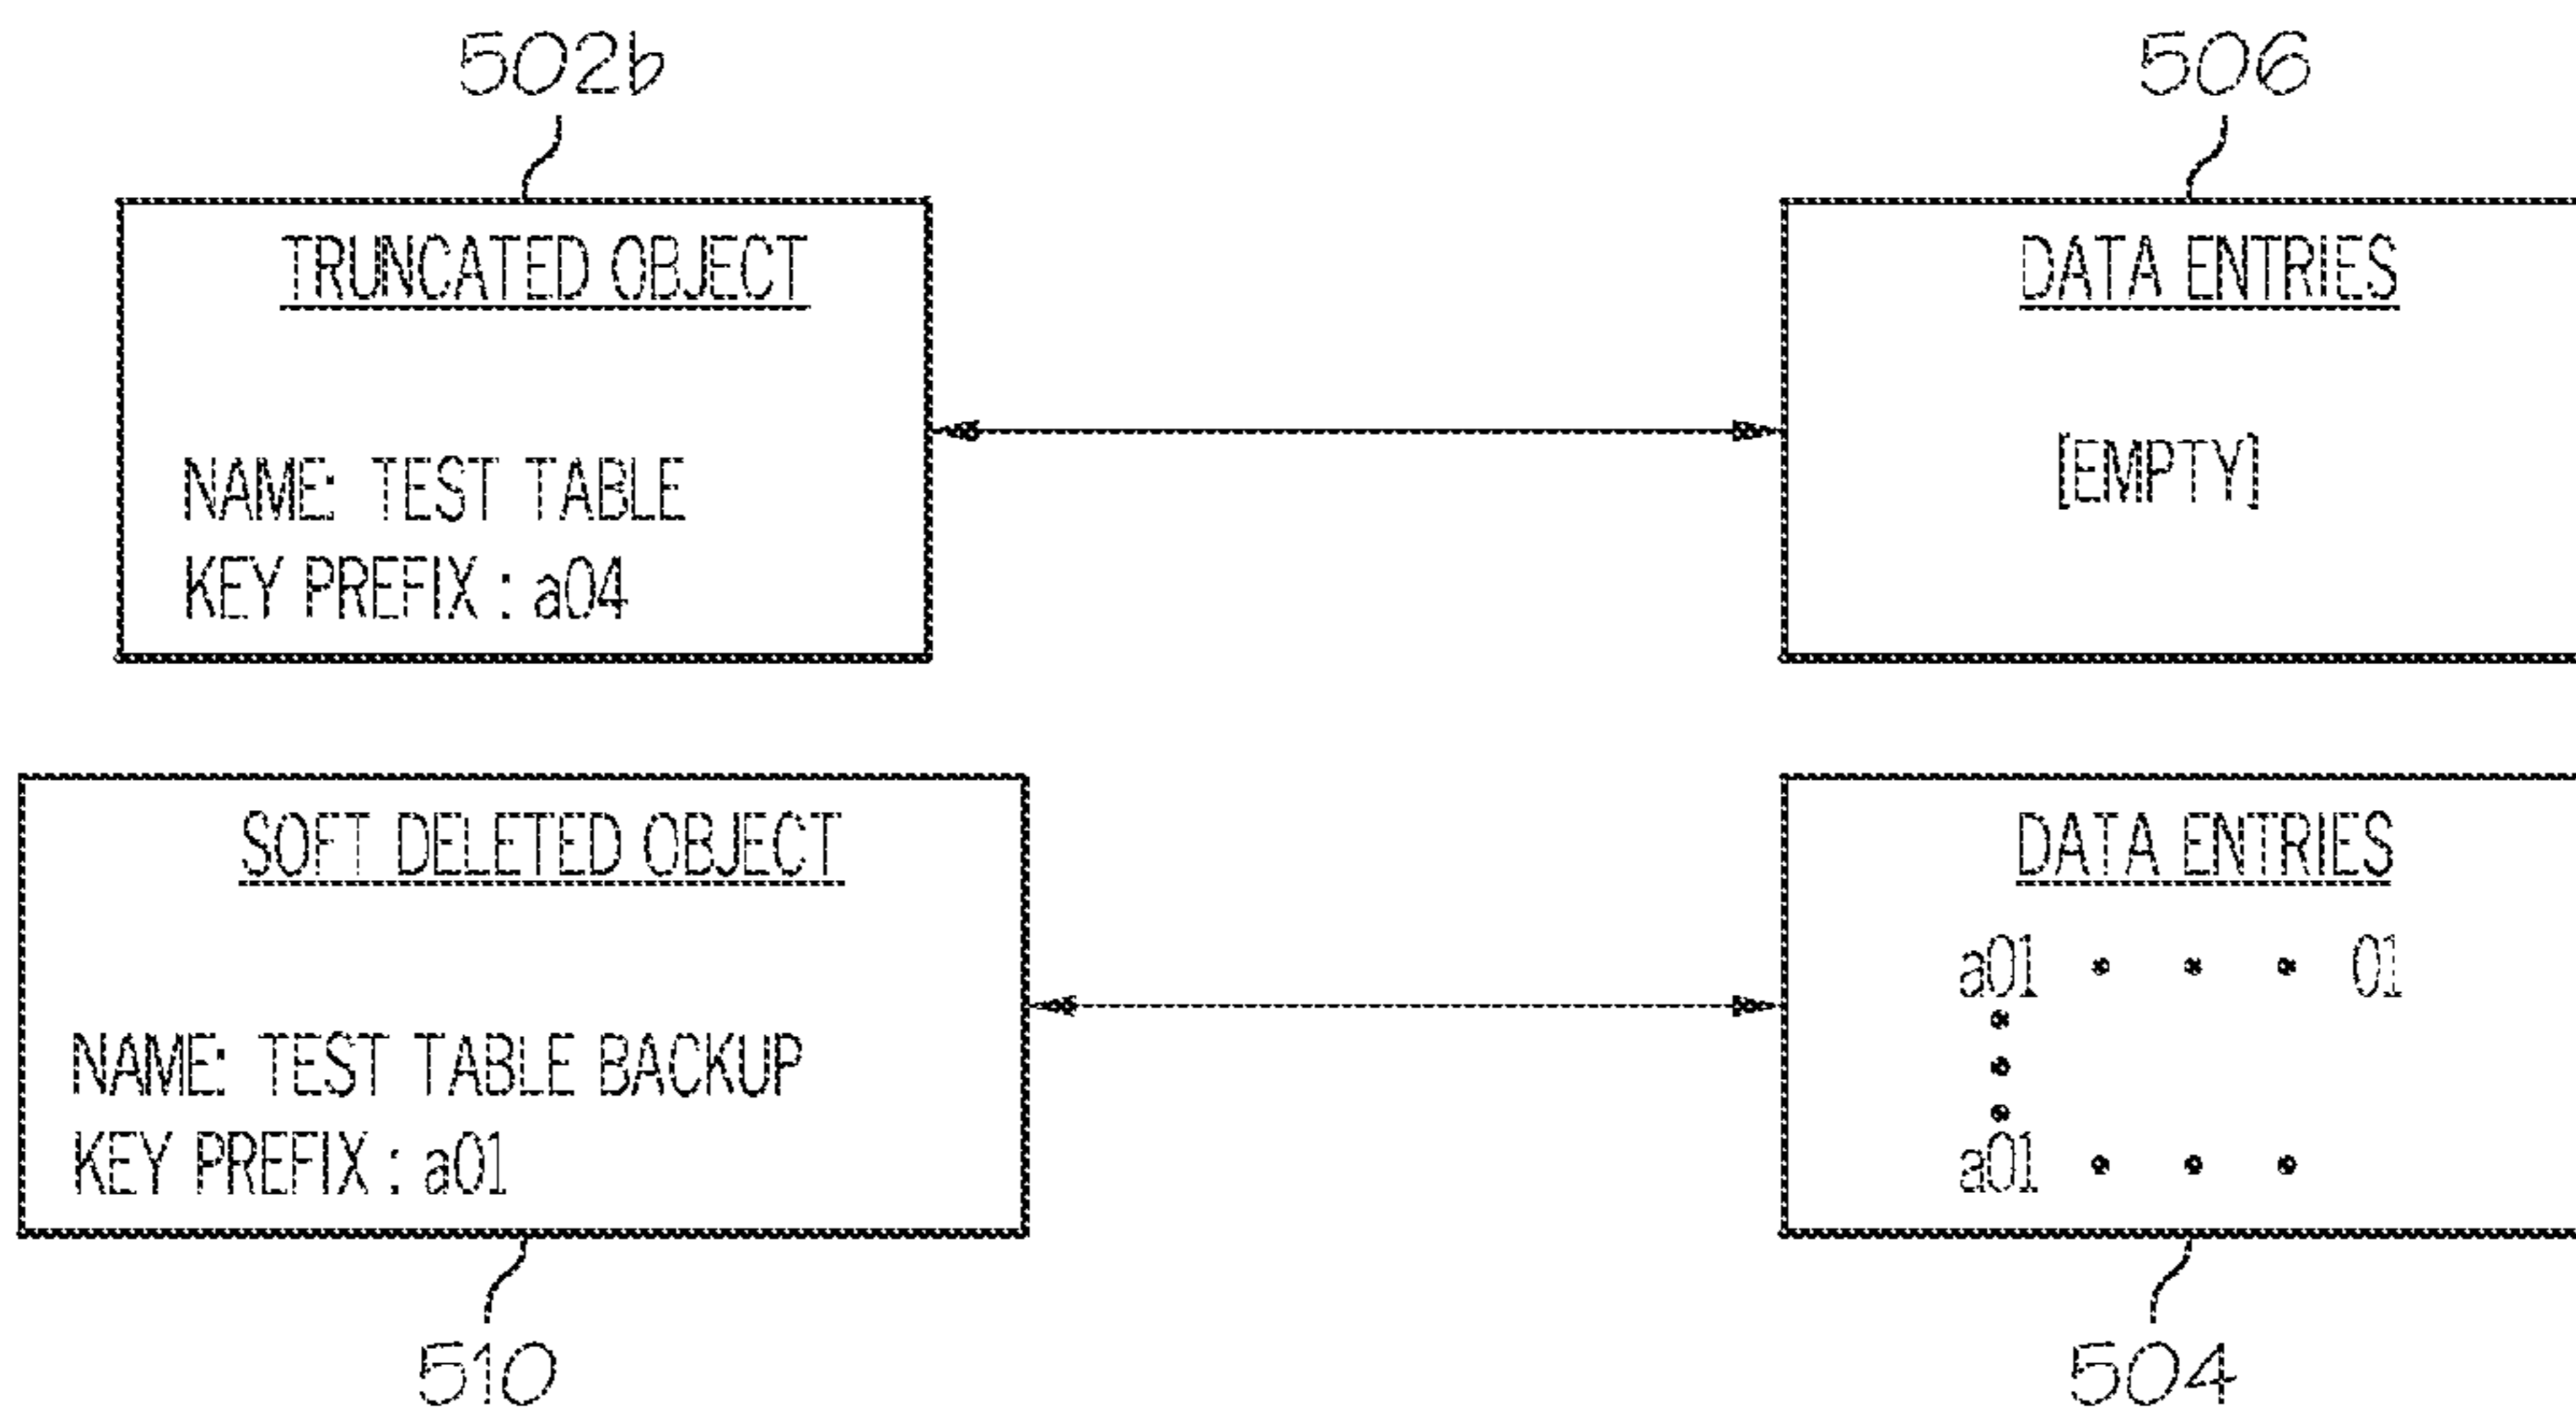 502b
506
TRUNCATED OBJECT
NAME: TEST TABLE
KEY PREFIX : a04
DATA ENTRIES
[EMPTY]
SOFT DELETED OBJECT
NAME: TEST TABLE BACKUP
KEY PREFIX : a01
DATA ENTRIES
a01 • • • 01
•
•
•
a01 • • •
510
504